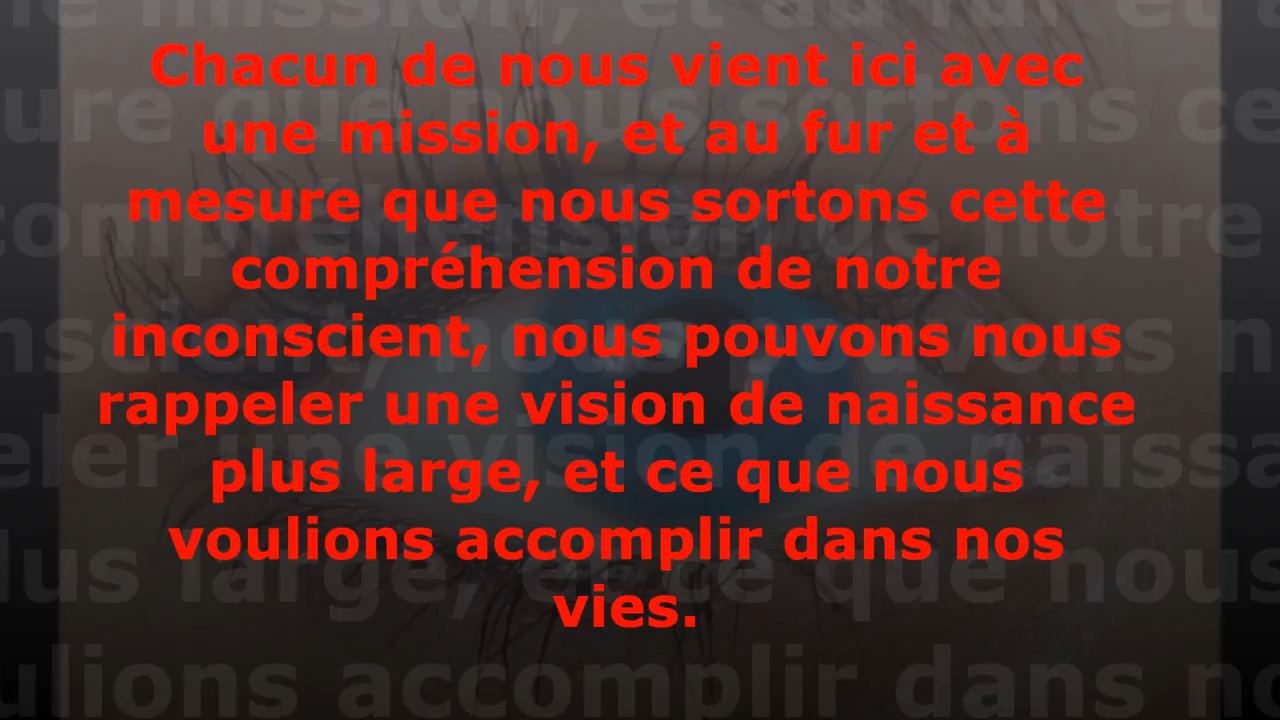 Chacun de nous vient ici avec
une mission, et au fur et à
mesure que nous sortons cette
compréhension de notre
inconscient, nous pouvons nous
rappeler une vision de naissance
plus large, et ce que nous
voulions accomplir dans nos
vies.